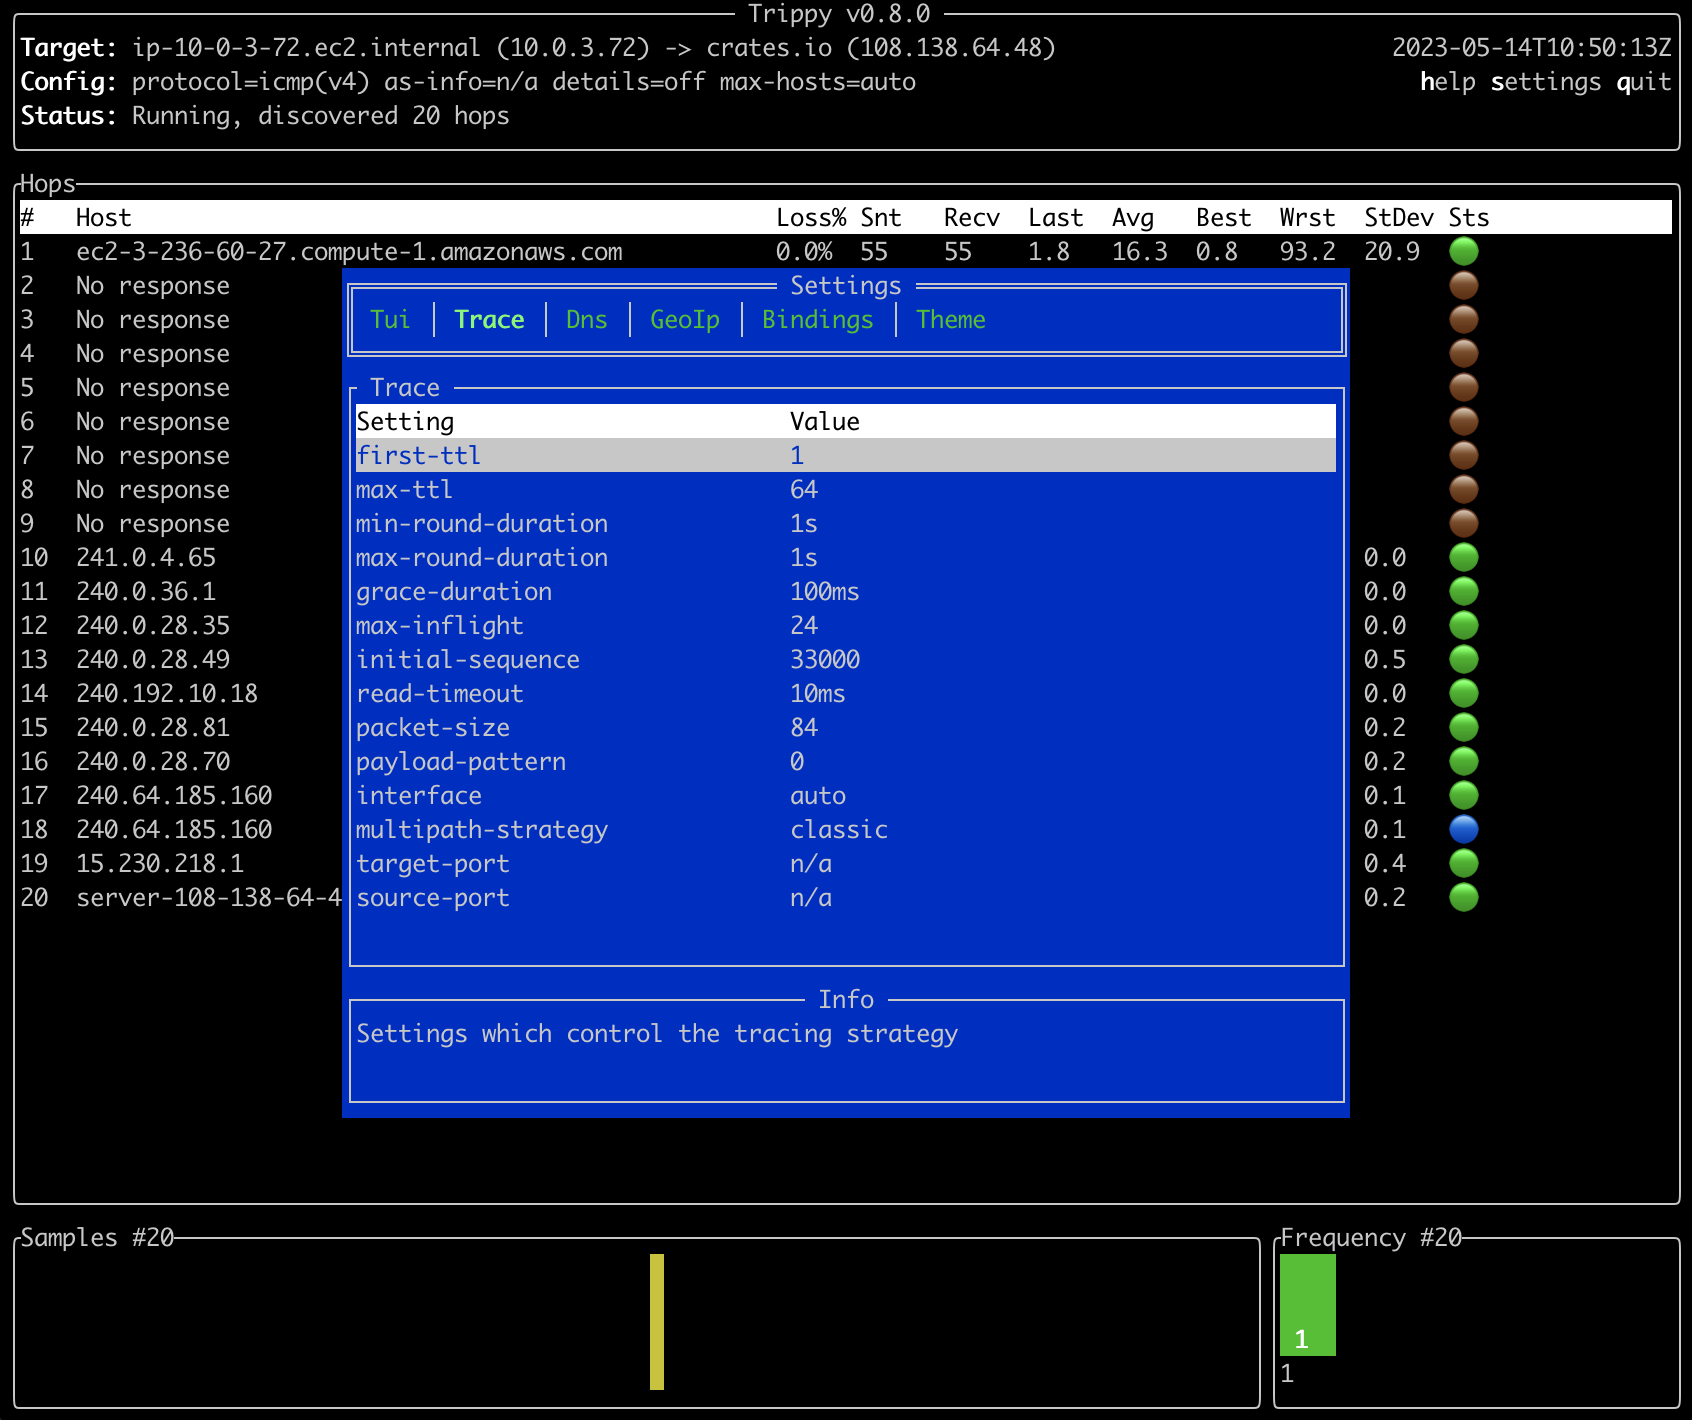 Trippy v0.8.0
Target: ip-10-0-3-72.ec2.internal (10.0.3.72) -> crates.io (108.138.64.48) 2023-05-14T10:50:13Z
Config: protocol=icmp(v4) as-info=n/a details=off max-hosts=auto help settings quit
Status: Running, discovered 20 hops
Hops
# Host Loss% Snt Recv Last Avg Best Wrst StDev Sts
1 ec2-3-236-60-27.compute-1.amazonaws.com 0.0% 55 55 1.8 16.3 0.8 93.2 20.9
2 No response
3 No response
4 No response
5 No response
6 No response
7 No response
8 No response
9 No response
10 241.0.4.65 0.0
11 240.0.36.1 0.0
12 240.0.28.35 0.0
13 240.0.28.49 0.5
14 240.192.10.18 0.0
15 240.0.28.81 0.2
16 240.0.28.70 0.2
17 240.64.185.160 0.1
18 240.64.185.160 0.1
19 15.230.218.1 0.4
20 server-108-138-64-4 0.2
Settings
Tui Trace Dns GeoIp Bindings Theme
Trace
Setting Value
first-ttl 1
max-ttl 64
min-round-duration 1s
max-round-duration 1s
grace-duration 100ms
max-inflight 24
initial-sequence 33000
read-timeout 10ms
packet-size 84
payload-pattern 0
interface auto
multipath-strategy classic
target-port n/a
source-port n/a
Info
Settings which control the tracing strategy
Samples #20
Frequency #20
1
1